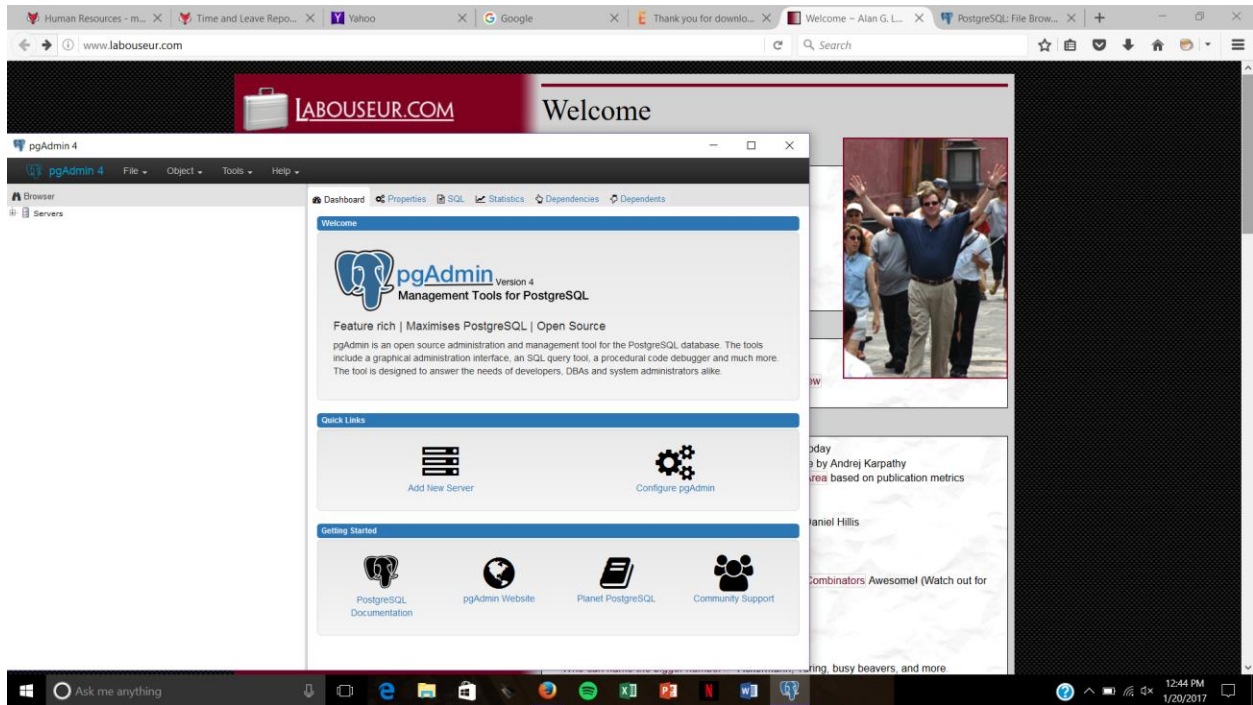 Human Resources - m...
Time and Leave Repo...
Yahoo
Google
Thank you for downlo...
Welcome ~ Alan G. L...
PostgreSQL: File Brow...
www.labouseur.com
Search
LABOUSEUR.COM
Welcome
pgAdmin 4
pgAdmin 4 File Object Tools Help
Browser
Servers
Dashboard Properties SQL Statistics Dependencies Dependents
Welcome
pgAdmin Version 4
Management Tools for PostgreSQL
Feature rich | Maximises PostgreSQL | Open Source
pgAdmin is an open source administration and management tool for the PostgreSQL database. The tools
include a graphical administration interface, an SQL query tool, a procedural code debugger and much more.
The tool is designed to answer the needs of developers, DBAs and system administrators alike.
Quick Links
Add New Server
Configure pgAdmin
Getting Started
PostgreSQL
Documentation
pgAdmin Website
Planet PostgreSQL
Community Support
ew
oday
e by Andrej Karpathy
Area based on publication metrics
Daniel Hillis
Combinators Awesome! (Watch out for
uring, busy beavers, and more.
Ask me anything
12:44 PM
1/20/2017